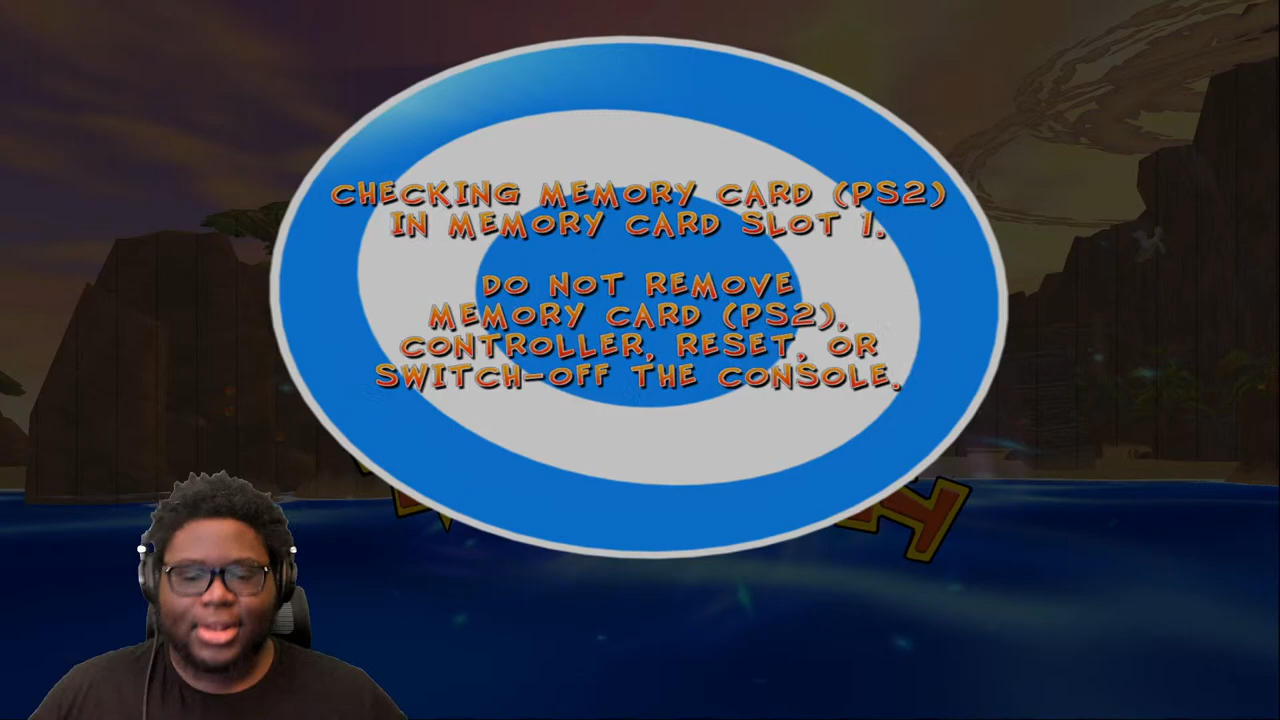 CHECKING MEMORY CARD (PS2)
IN MEMORY CARD SLOT 1.
DO NOT REMOVE
MEMORY CARD (PS2),
CONTROLLER, RESET, OR
SWITCH-OFF THE CONSOLE.